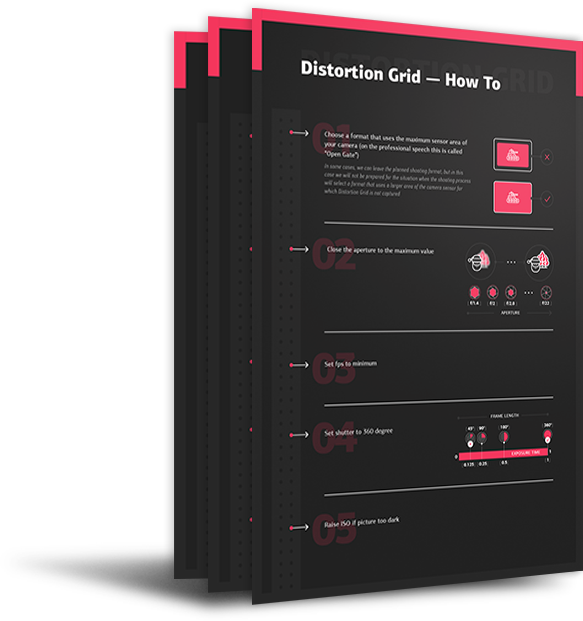 DISTORTION GRID
Distortion Grid — How To
01
Choose a format that uses the maximum sensor area of
your camera (on the professional speech this is called
"Open Gate")
In some cases, we can leave the planned shooting format, but in this
case we will not be prepared for the situation when the shooting process
will select a format that uses a larger area of the camera sensor for
which Distortion Grid is not captured
02
Close the aperture to the maximum value
f/1.4 f/2 f/2.8 ••• f/22
APERTURE
03
Set fps to minimum
04
Set shutter to 360 degree
FRAME LENGTH
45° 90° 180° 360°
0 EXPOSURE TIME 1
0.125 0.25 0.5 1
05
Raise ISO if picture too dark